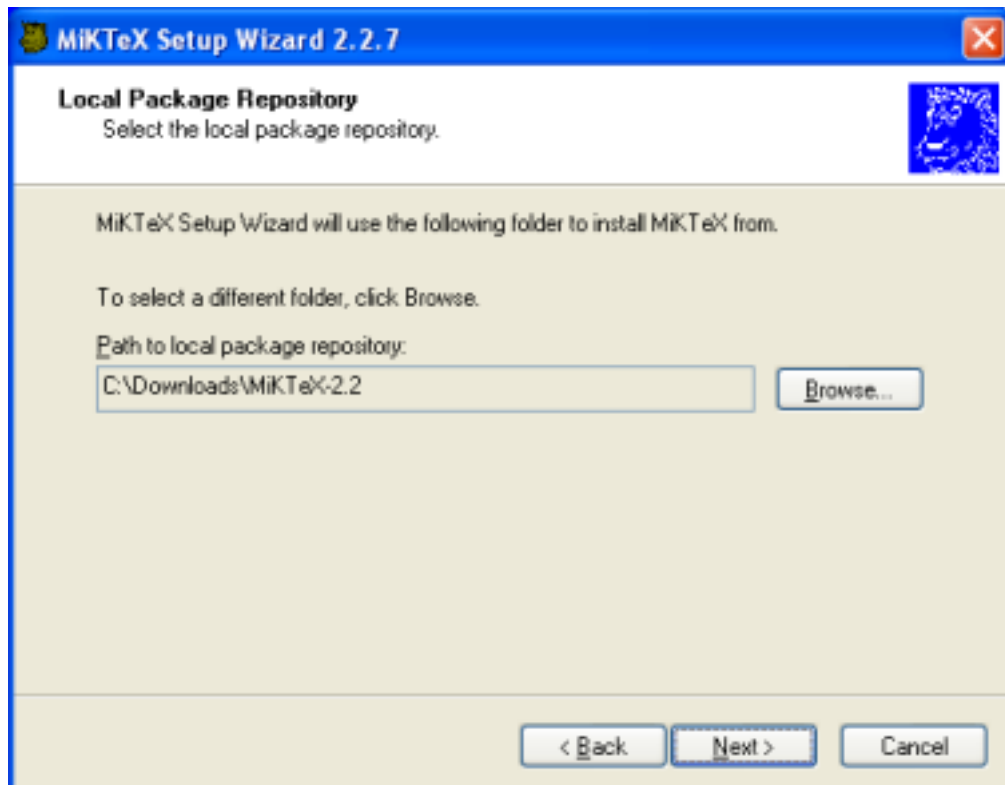 MiKTeX Setup Wizard 2.2.7
Local Package Repository
Select the local package repository.
MiKTeX Setup Wizard will use the following folder to install MiKTeX from.
To select a different folder, click Browse.
Path to local package repository:
C:\Downloads\MiKTeX-2.2
Browse...
< Back Next > Cancel